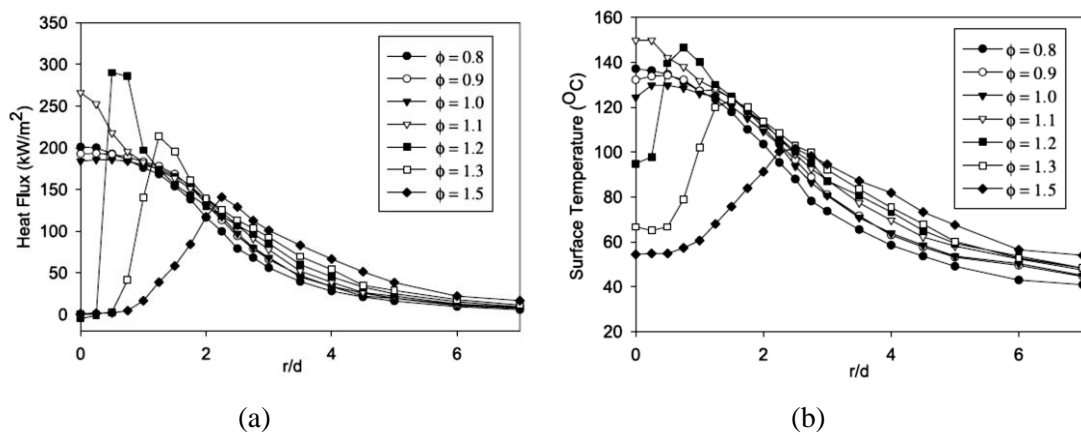 350
300
250
200
150
100
50
0
Heat Flux (kW/m²)
0 2 4 6
r/d
ϕ = 0.8
ϕ = 0.9
ϕ = 1.0
ϕ = 1.1
ϕ = 1.2
ϕ = 1.3
ϕ = 1.5
(a)
160
140
120
100
80
60
40
20
Surface Temperature (ᴼC)
0 2 4 6
r/d
ϕ = 0.8
ϕ = 0.9
ϕ = 1.0
ϕ = 1.1
ϕ = 1.2
ϕ = 1.3
ϕ = 1.5
(b)